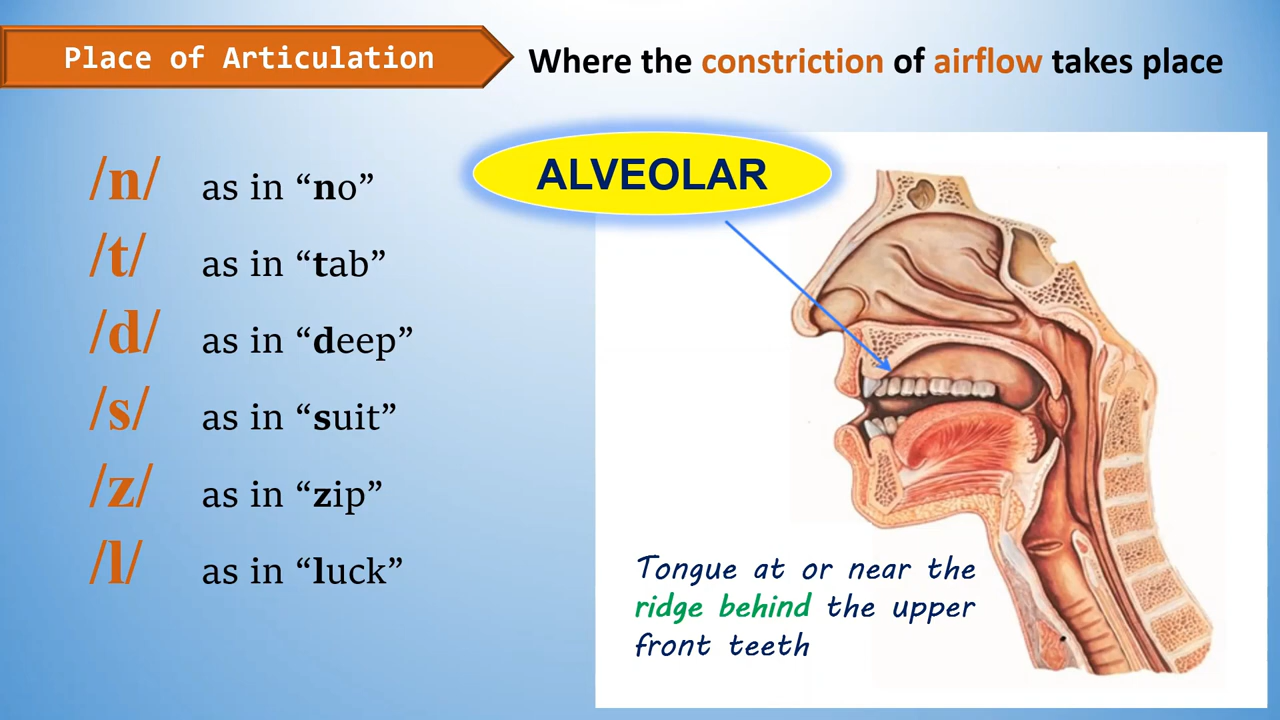 Place of Articulation
Where the constriction of airflow takes place
ALVEOLAR
/n/ as in “no”
/t/ as in “tab”
/d/ as in “deep”
/s/ as in “suit”
/z/ as in “zip”
/l/ as in “luck”
Tongue at or near the
ridge behind the upper
front teeth